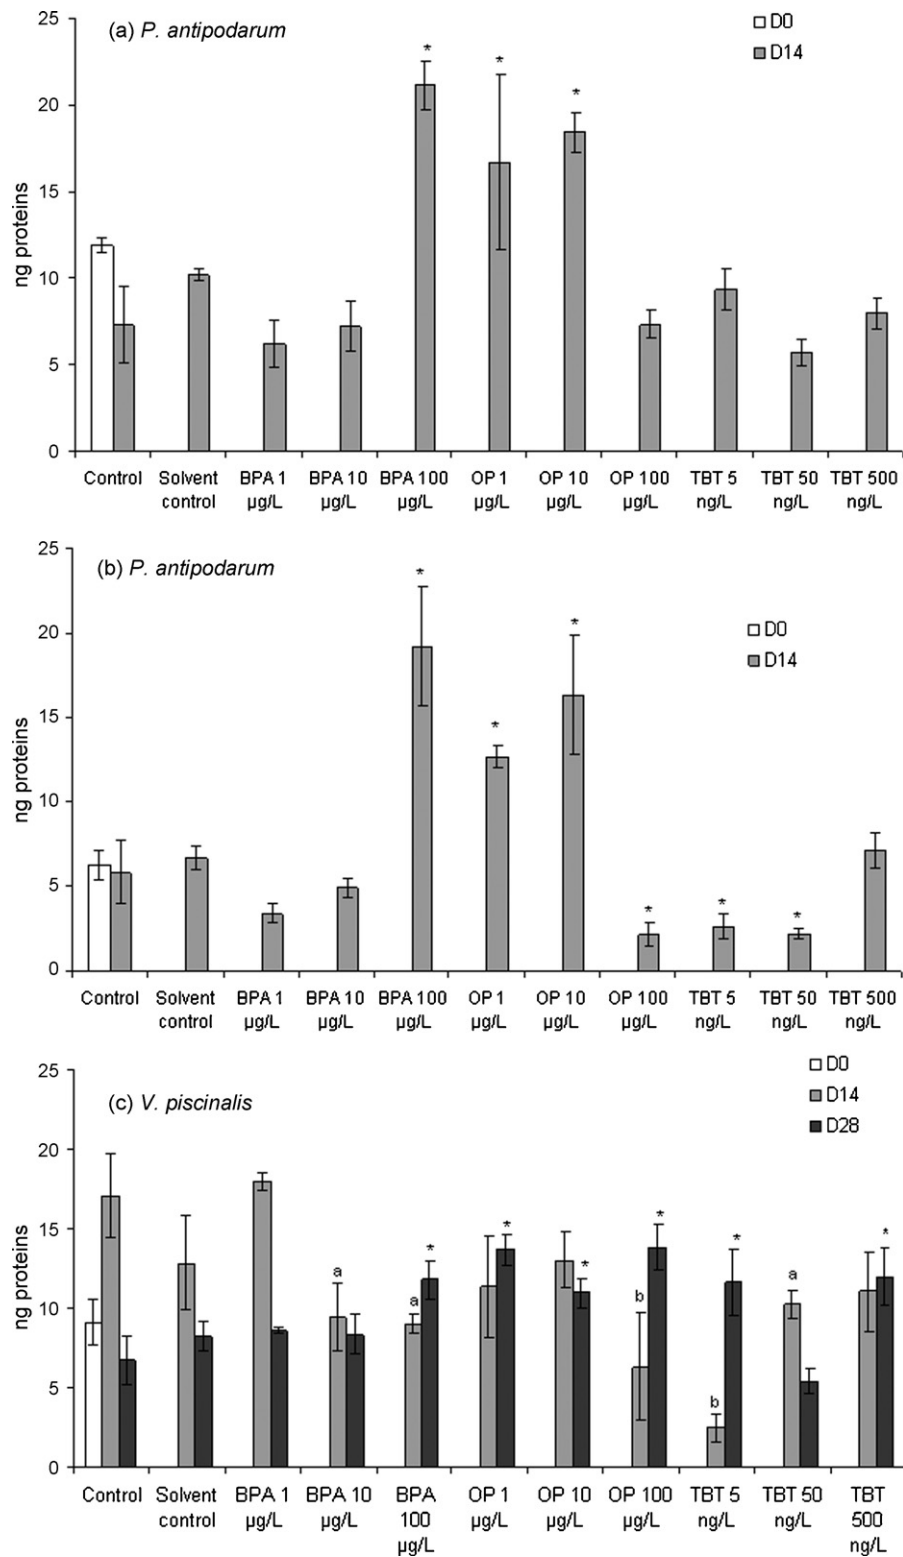 25
(a) P. antipodarum
D0
D14
20
15
10
5
0
ng proteins
* * *
Control Solvent control BPA 1 µg/L BPA 10 µg/L BPA 100 µg/L OP 1 µg/L OP 10 µg/L OP 100 µg/L TBT 5 ng/L TBT 50 ng/L TBT 500 ng/L
25
(b) P. antipodarum
D0
D14
20
15
10
5
0
ng proteins
* * * * * *
Control Solvent control BPA 1 µg/L BPA 10 µg/L BPA 100 µg/L OP 1 µg/L OP 10 µg/L OP 100 µg/L TBT 5 ng/L TBT 50 ng/L TBT 500 ng/L
25
(c) V. piscinalis
D0
D14
D28
20
15
10
5
0
ng proteins
a a * * * b * b * a *
Control Solvent control BPA 1 µg/L BPA 10 µg/L BPA 100 µg/L OP 1 µg/L OP 10 µg/L OP 100 µg/L TBT 5 ng/L TBT 50 ng/L TBT 500 ng/L